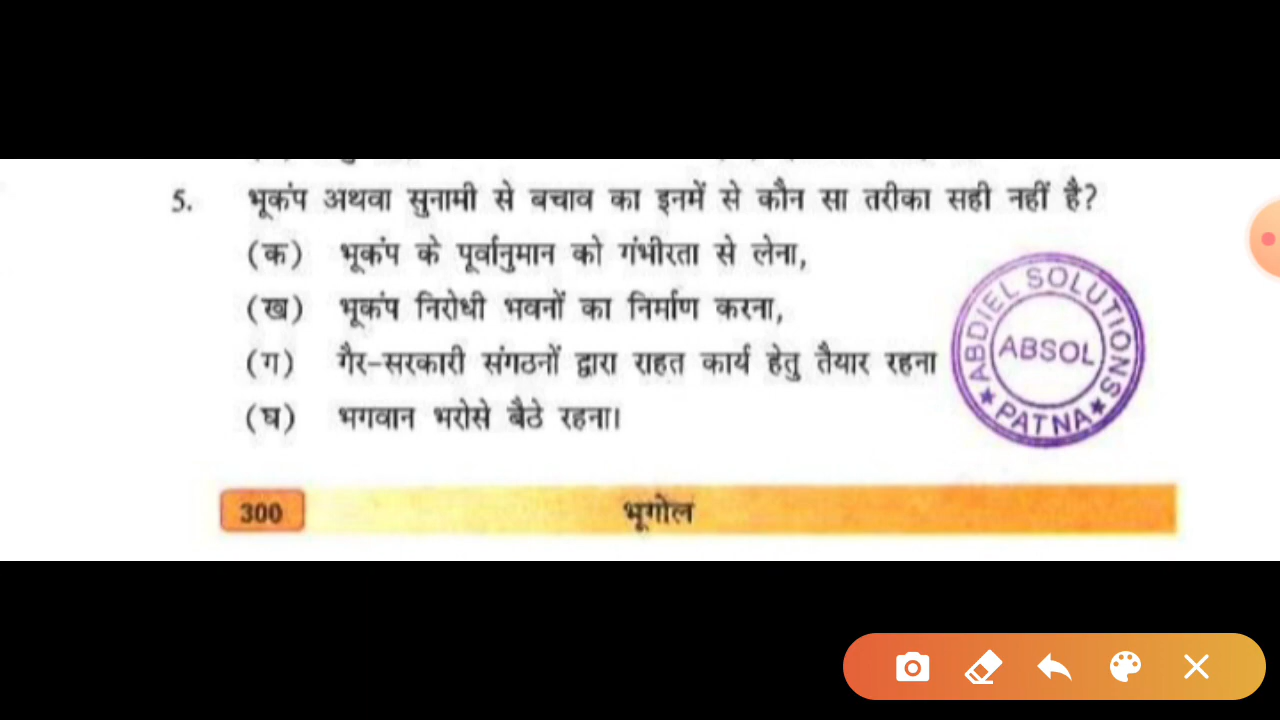 5. भूकंप अथवा सुनामी से बचाव का इनमें से कौन सा तरीका सही नहीं है?
(क) भूकंप के पूर्वानुमान को गंभीरता से लेना,
(ख) भूकंप निरोधी भवनों का निर्माण करना,
(ग) गैर-सरकारी संगठनों द्वारा राहत कार्य हेतु तैयार रहना
(घ) भगवान भरोसे बैठे रहना।
ABDIEL SOLUTIONS
ABSOL
★ PATNA ★
300 भूगोल